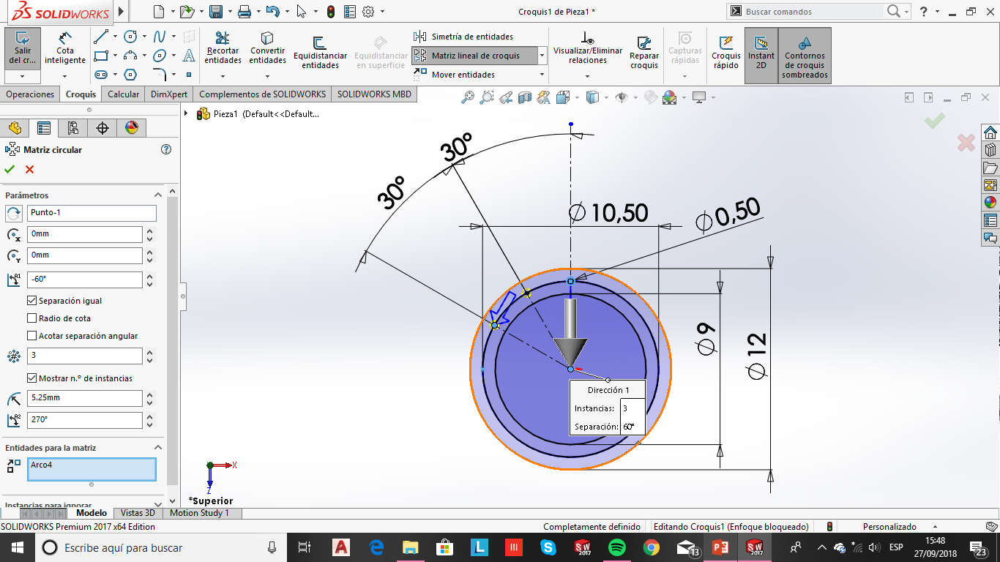 SOLIDWORKS
Croquis1 de Pieza1 *
Buscar comandos
Salir del cr...
Cota inteligente
Recortar entidades
Convertir entidades
Equidistanciar entidades
Equidistanciar en superficie
Simetría de entidades
Matriz lineal de croquis
Mover entidades
Visualizar/Eliminar relaciones
Reparar croquis
Capturas rápidas
Croquis rápido
Instant 2D
Contornos de croquis sombreados
Operaciones
Croquis
Calcular
DimXpert
Complementos de SOLIDWORKS
SOLIDWORKS MBD
Pieza1 (Default<<Default...
Matriz circular
Parámetros
Punto-1
0mm
0mm
-60°
Separación igual
Radio de cota
Acotar separación angular
3
Mostrar n.º de instancias
5.25mm
270°
Entidades para la matriz
Arco4
Instancias para ignorar
30°
30°
∅ 10,50
∅ 0,50
∅ 9
∅ 12
Dirección 1
Instancias: 3
Separación: 60°
X
Z
*Superior
Modelo
Vistas 3D
Motion Study 1
SOLIDWORKS Premium 2017 x64 Edition
Completamente definido
Editando Croquis1 (Enfoque bloqueado)
Personalizado
Escribe aquí para buscar
13
SW 2017
SW 2017
ESP
15:48
27/09/2018
23